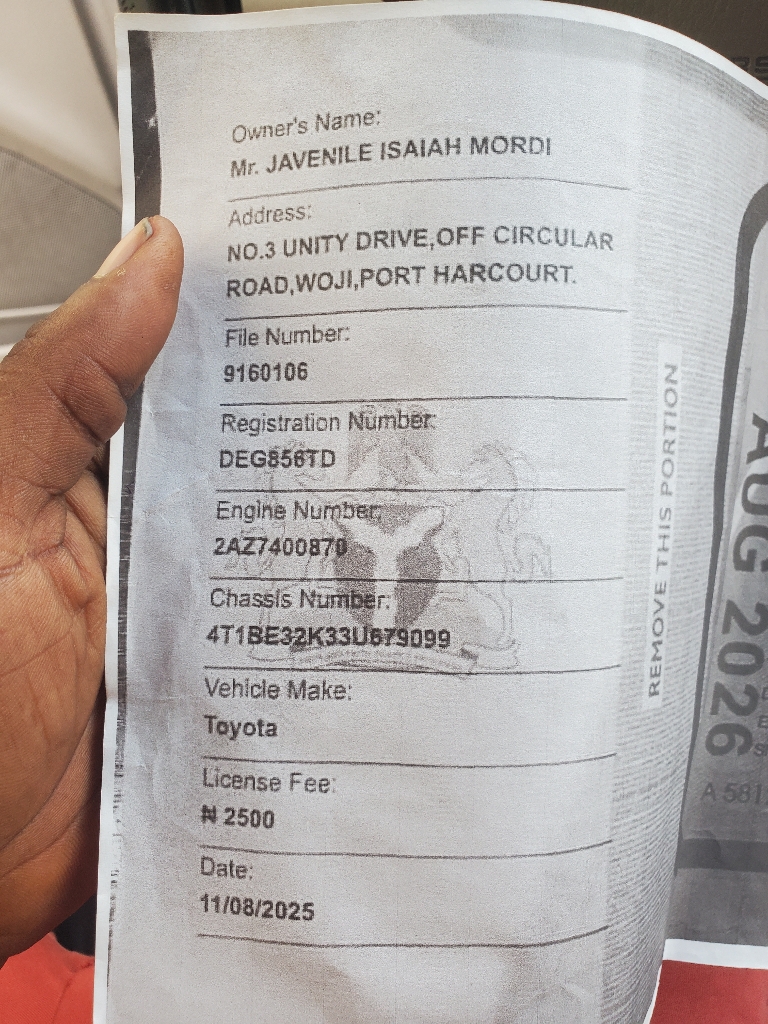 Owner's Name:
Mr. JAVENILE ISAIAH MORDI
Address:
NO.3 UNITY DRIVE,OFF CIRCULAR
ROAD,WOJI,PORT HARCOURT.
File Number:
9160106
Registration Number:
DEG856TD
Engine Number:
2AZ7400870
Chassis Number:
4T1BE32K33U679099
Vehicle Make:
Toyota
License Fee:
₦ 2500
Date:
11/08/2025
REMOVE THIS PORTION
AUG 2026
A 581